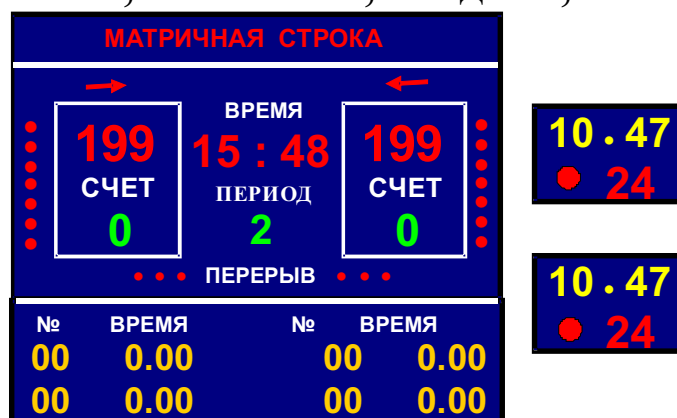 МАТРИЧНАЯ СТРОКА
ВРЕМЯ
199 15 : 48 199
СЧЕТ ПЕРИОД СЧЕТ
0 2 0
ПЕРЕРЫВ
№ ВРЕМЯ № ВРЕМЯ
00 0.00 00 0.00
00 0.00 00 0.00
10.47
24
10.47
24